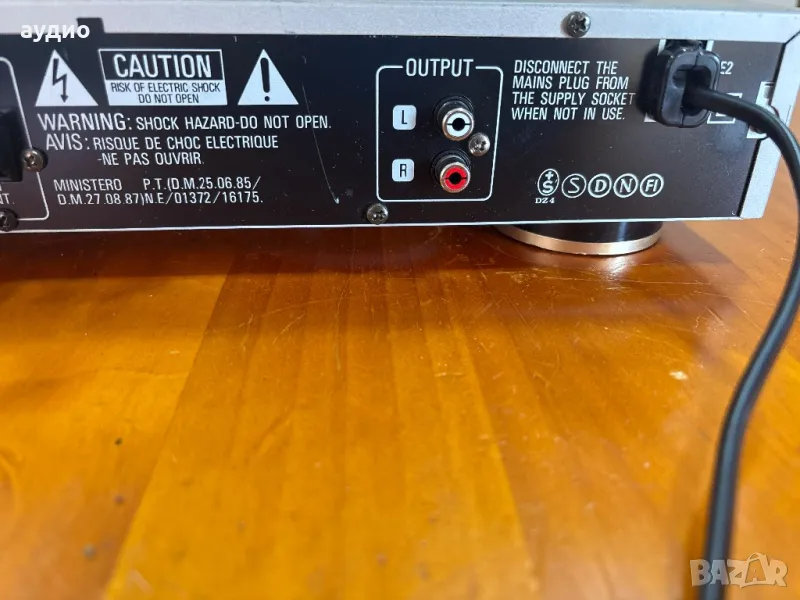 аудио
CAUTION
RISK OF ELECTRIC SHOCK
DO NOT OPEN
WARNING: SHOCK HAZARD-DO NOT OPEN.
AVIS: RISQUE DE CHOC ELECTRIQUE
-NE PAS OUVRIR.
MINISTERO P.T.(D.M.25.06.85/
D.M.27.08.87)N.E/01372/16175.
OUTPUT
L
R
DISCONNECT THE
MAINS PLUG FROM
THE SUPPLY SOCKET
WHEN NOT IN USE.
E2
+S S D N FI
DZ4
BAZAR